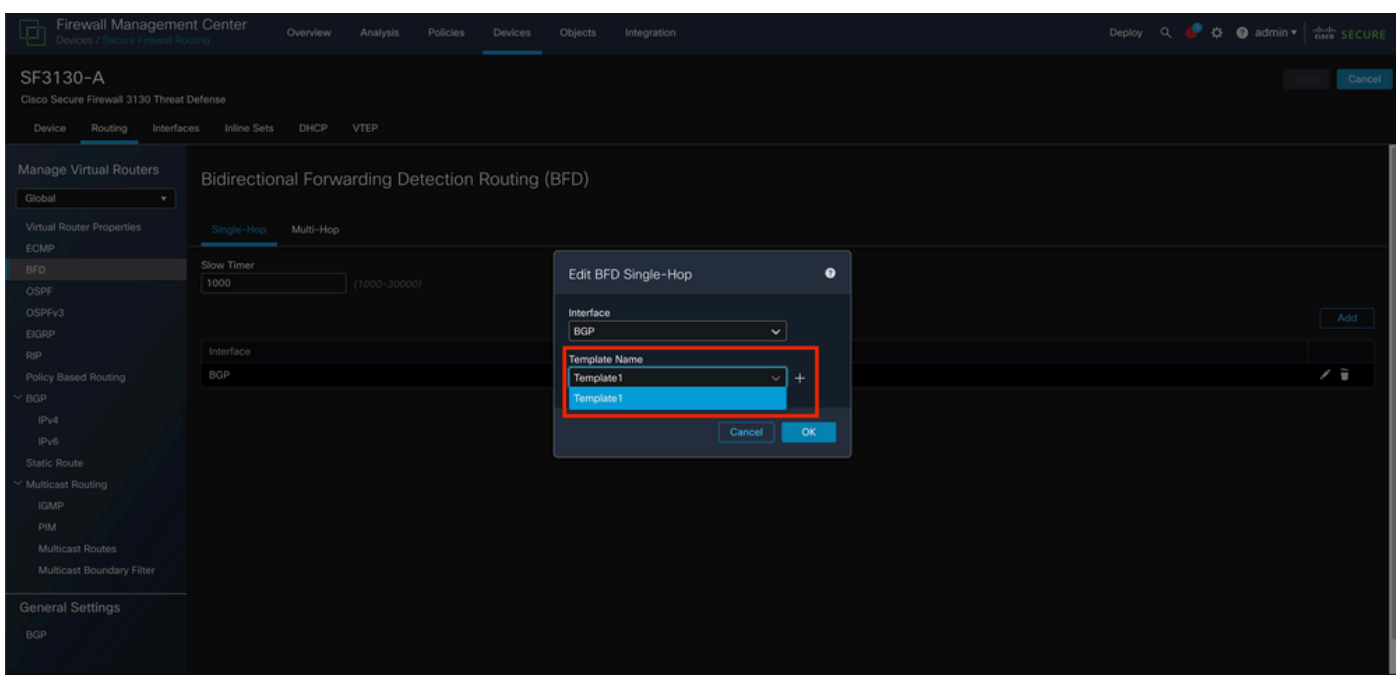 Firewall Management Center
Devices / Secure Firewall Routing
Overview Analysis Policies Devices Objects Integration
Deploy admin SECURE
SF3130-A
Cisco Secure Firewall 3130 Threat Defense
Save Cancel
Device Routing Interfaces Inline Sets DHCP VTEP
Manage Virtual Routers
Global
Virtual Router Properties
ECMP
BFD
OSPF
OSPFv3
EIGRP
RIP
Policy Based Routing
BGP
IPv4
IPv6
Static Route
Multicast Routing
IGMP
PIM
Multicast Routes
Multicast Boundary Filter
General Settings
BGP
Bidirectional Forwarding Detection Routing (BFD)
Single-Hop Multi-Hop
Slow Timer
1000 (1000-30000)
Add
Interface
BGP
Edit BFD Single-Hop
Interface
BGP
Template Name
Template1
Template1
Cancel OK